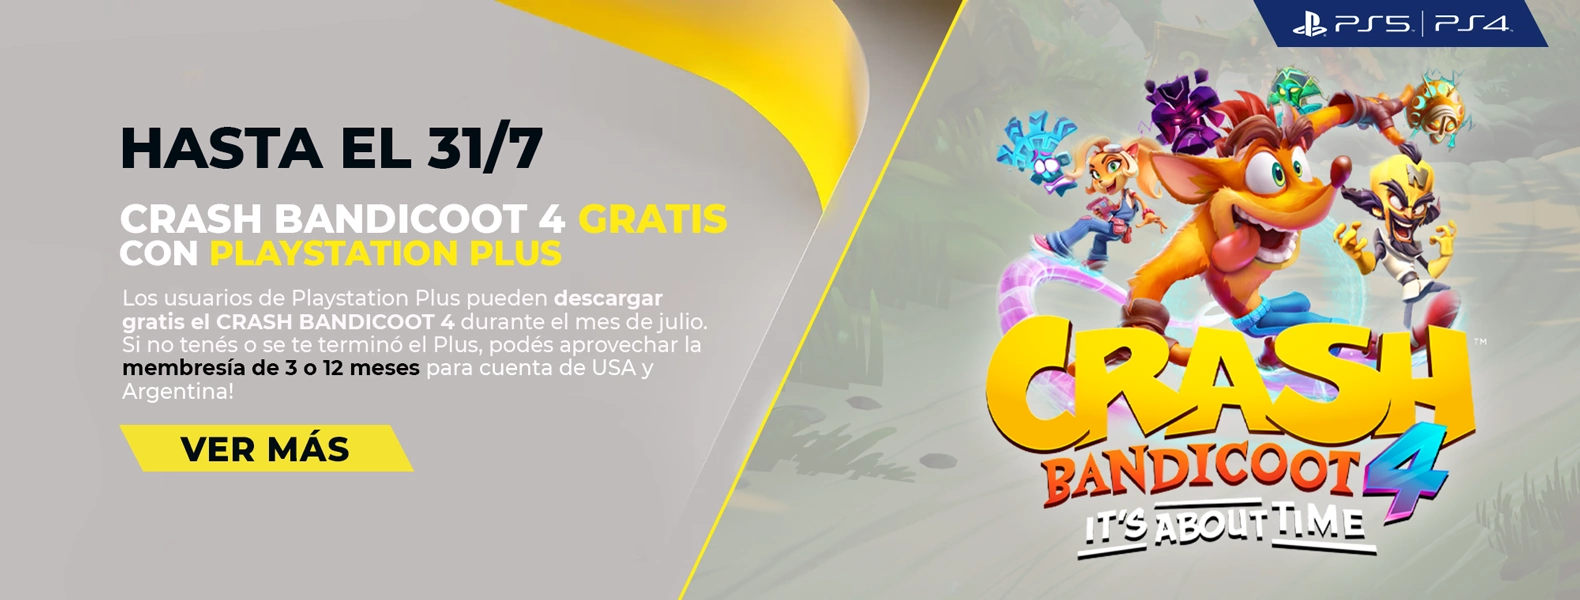 PS5 | PS4
HASTA EL 31/7
CRASH BANDICOOT 4 GRATIS
CON PLAYSTATION PLUS
Los usuarios de Playstation Plus pueden descargar
gratis el CRASH BANDICOOT 4 durante el mes de julio.
Si no tenés o se te terminó el Plus, podés aprovechar la
membresía de 3 o 12 meses para cuenta de USA y
Argentina!
VER MÁS
N
CRASH™
BANDICOOT 4
IT'S ABOUT TIME